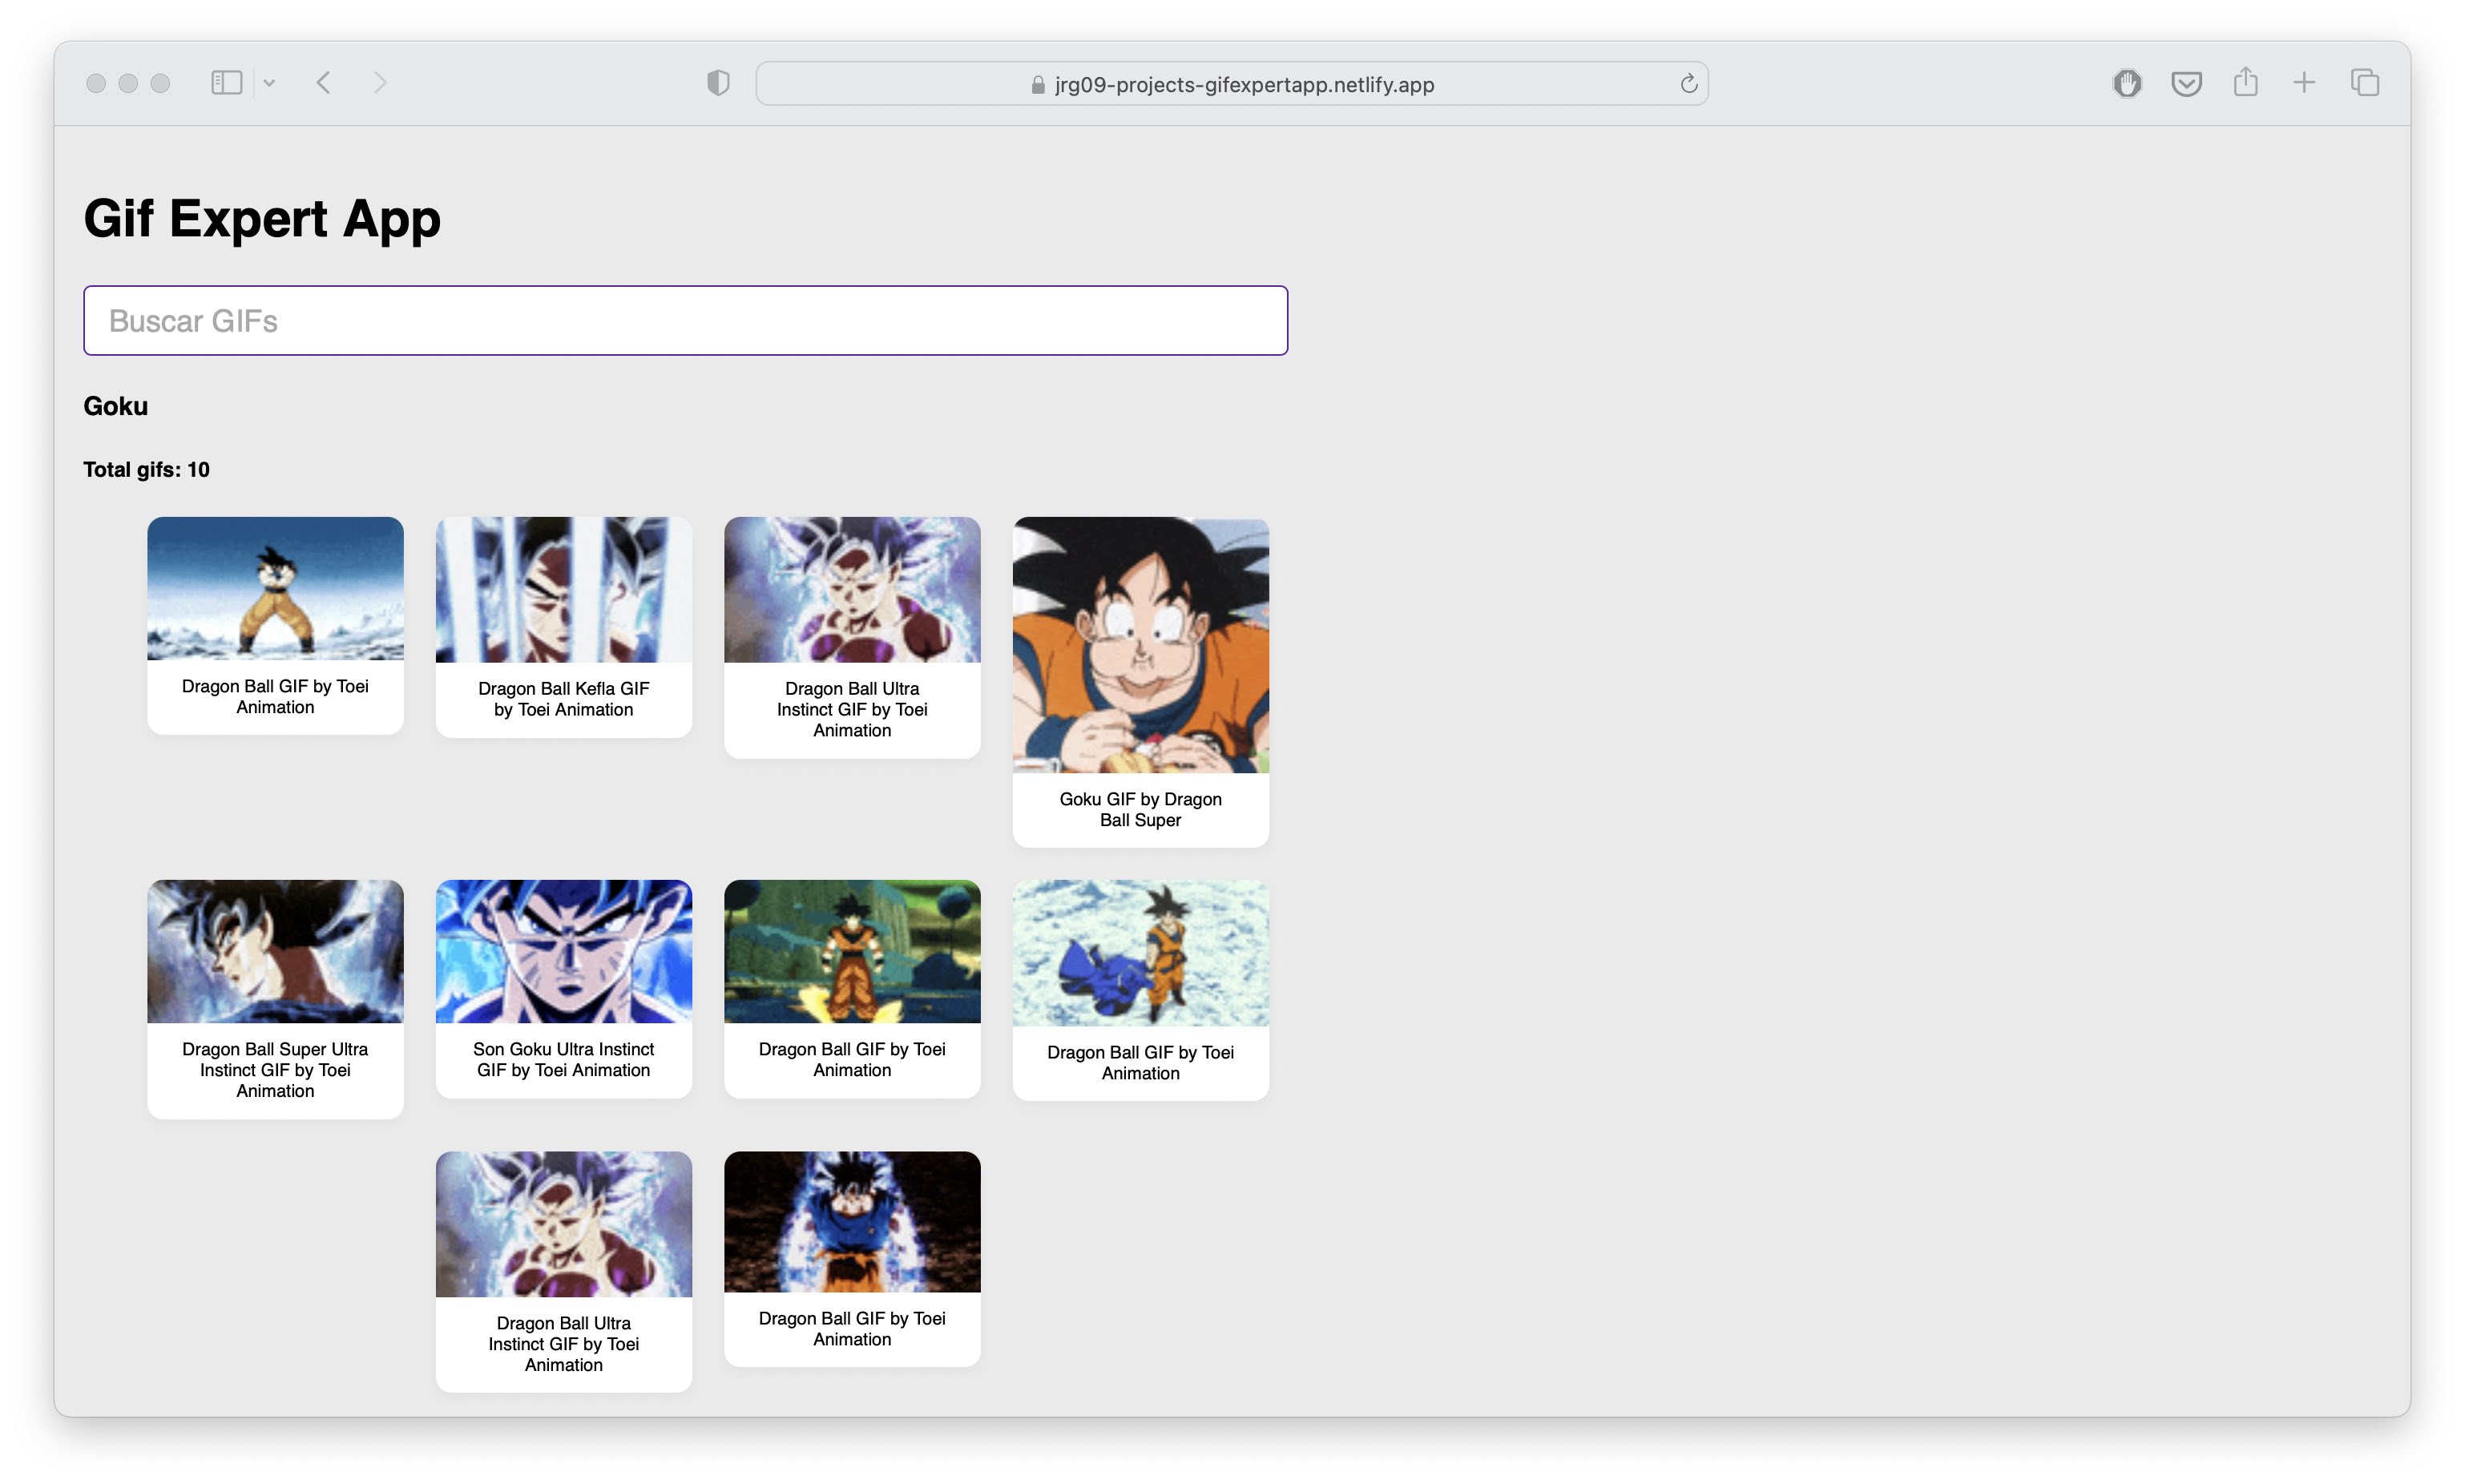 jrg09-projects-gifexpertapp.netlify.app
Gif Expert App
Buscar GIFs
Goku
Total gifs: 10
Dragon Ball GIF by Toei
Animation
Dragon Ball Kefla GIF
by Toei Animation
Dragon Ball Ultra
Instinct GIF by Toei
Animation
Goku GIF by Dragon
Ball Super
Dragon Ball Super Ultra
Instinct GIF by Toei
Animation
Son Goku Ultra Instinct
GIF by Toei Animation
Dragon Ball GIF by Toei
Animation
Dragon Ball GIF by Toei
Animation
Dragon Ball Ultra
Instinct GIF by Toei
Animation
Dragon Ball GIF by Toei
Animation